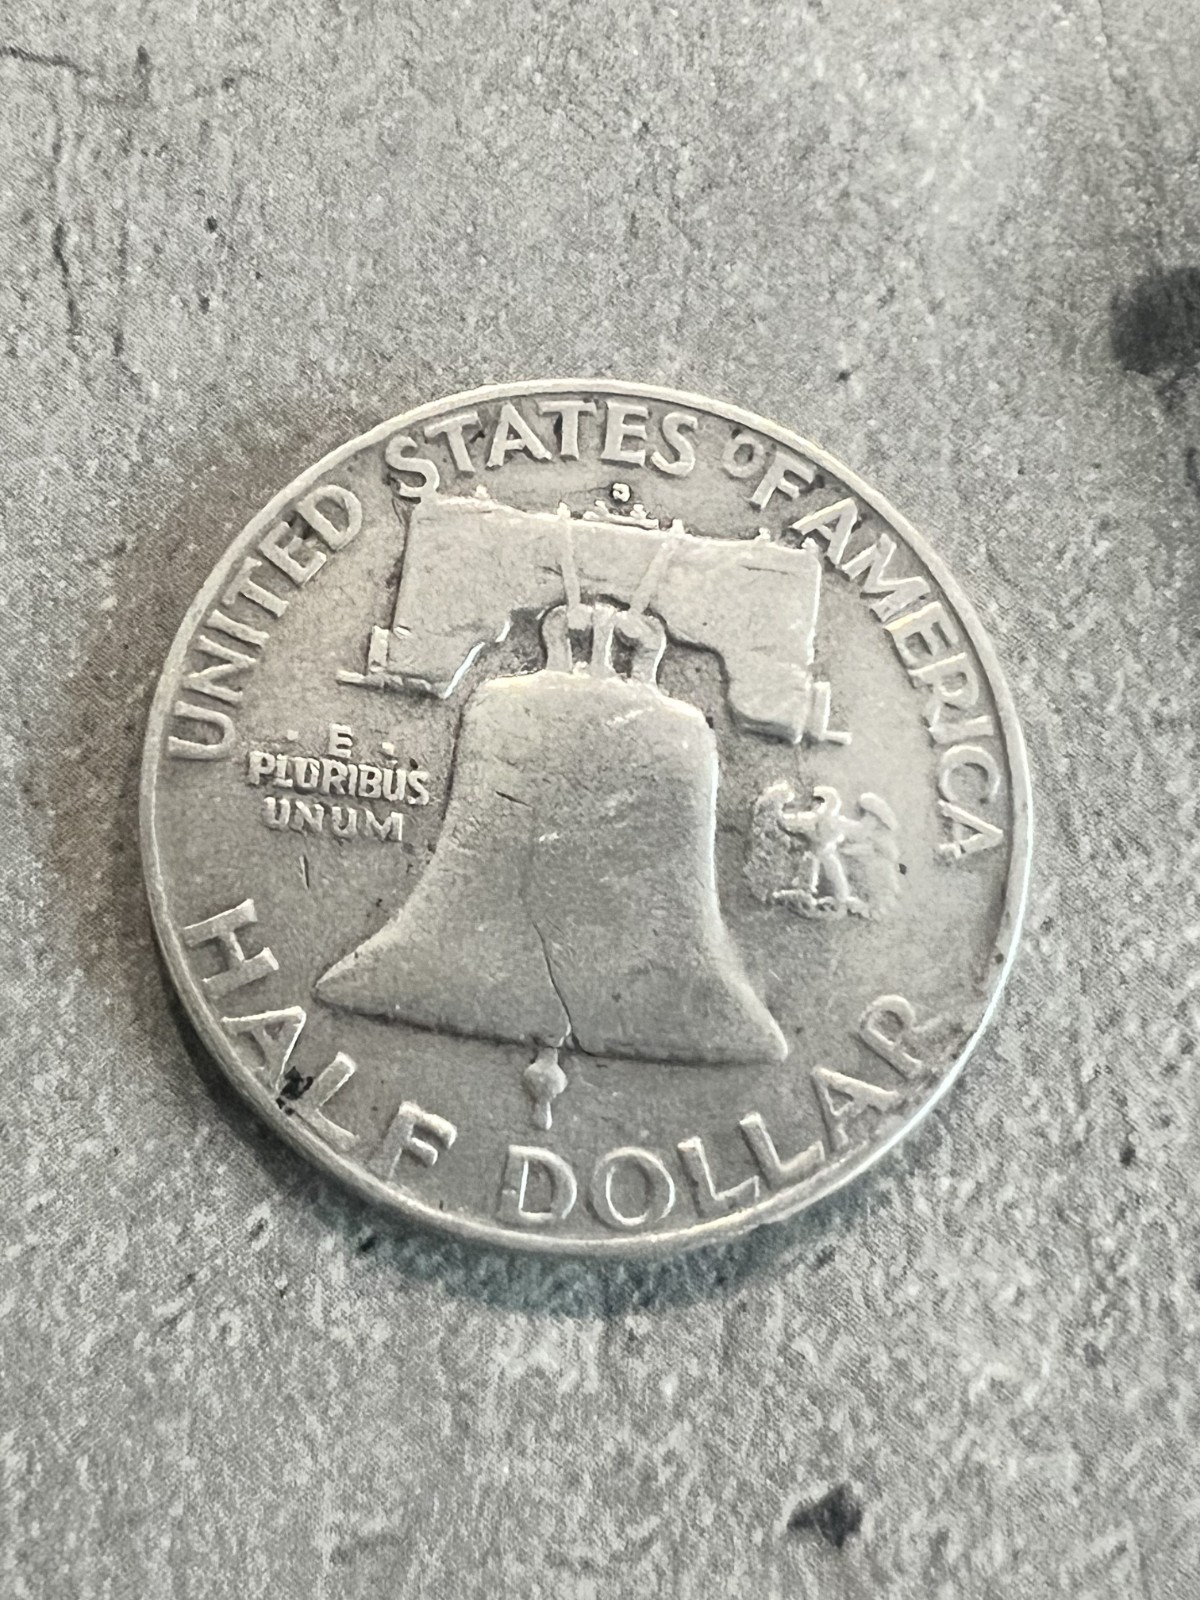 UNITED STATES OF AMERICA
E
PLURIBUS
UNUM
HALF DOLLAR